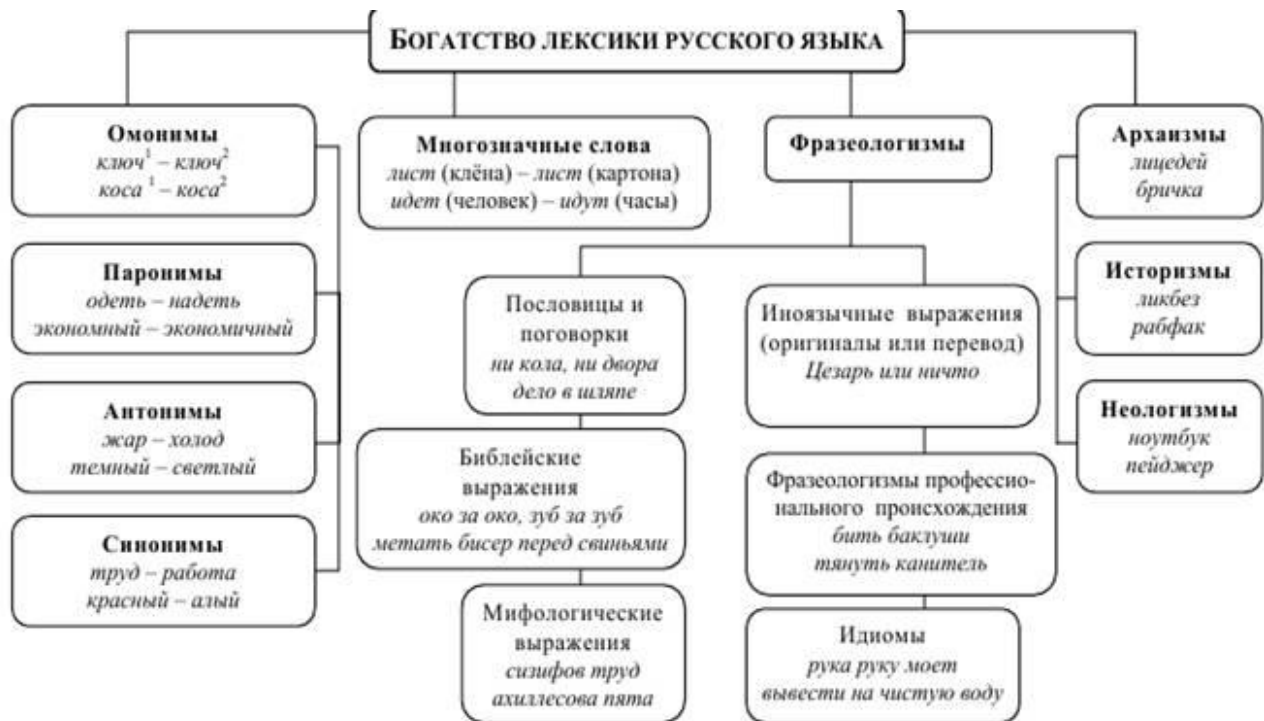 БОГАТСТВО ЛЕКСИКИ РУССКОГО ЯЗЫКА
Омонимы
ключ¹ – ключ²
коса ¹ – коса²
Паронимы
одеть – надеть
экономный – экономичный
Антонимы
жар – холод
темный – светлый
Синонимы
труд – работа
красный – алый
Многозначные слова
лист (клёна) – лист (картона)
идет (человек) – идут (часы)
Фразеологизмы
Пословицы и
поговорки
ни кола, ни двора
дело в шляпе
Библейские
выражения
око за око, зуб за зуб
метать бисер перед свиньями
Мифологические
выражения
сизифов труд
ахиллесова пята
Иноязычные выражения
(оригиналы или перевод)
Цезарь или ничто
Фразеологизмы профессио-
нального происхождения
бить баклуши
тянуть канитель
Идиомы
рука руку моет
вывести на чистую воду
Архаизмы
лицедей
бричка
Историзмы
ликбез
рабфак
Неологизмы
ноутбук
пейджер